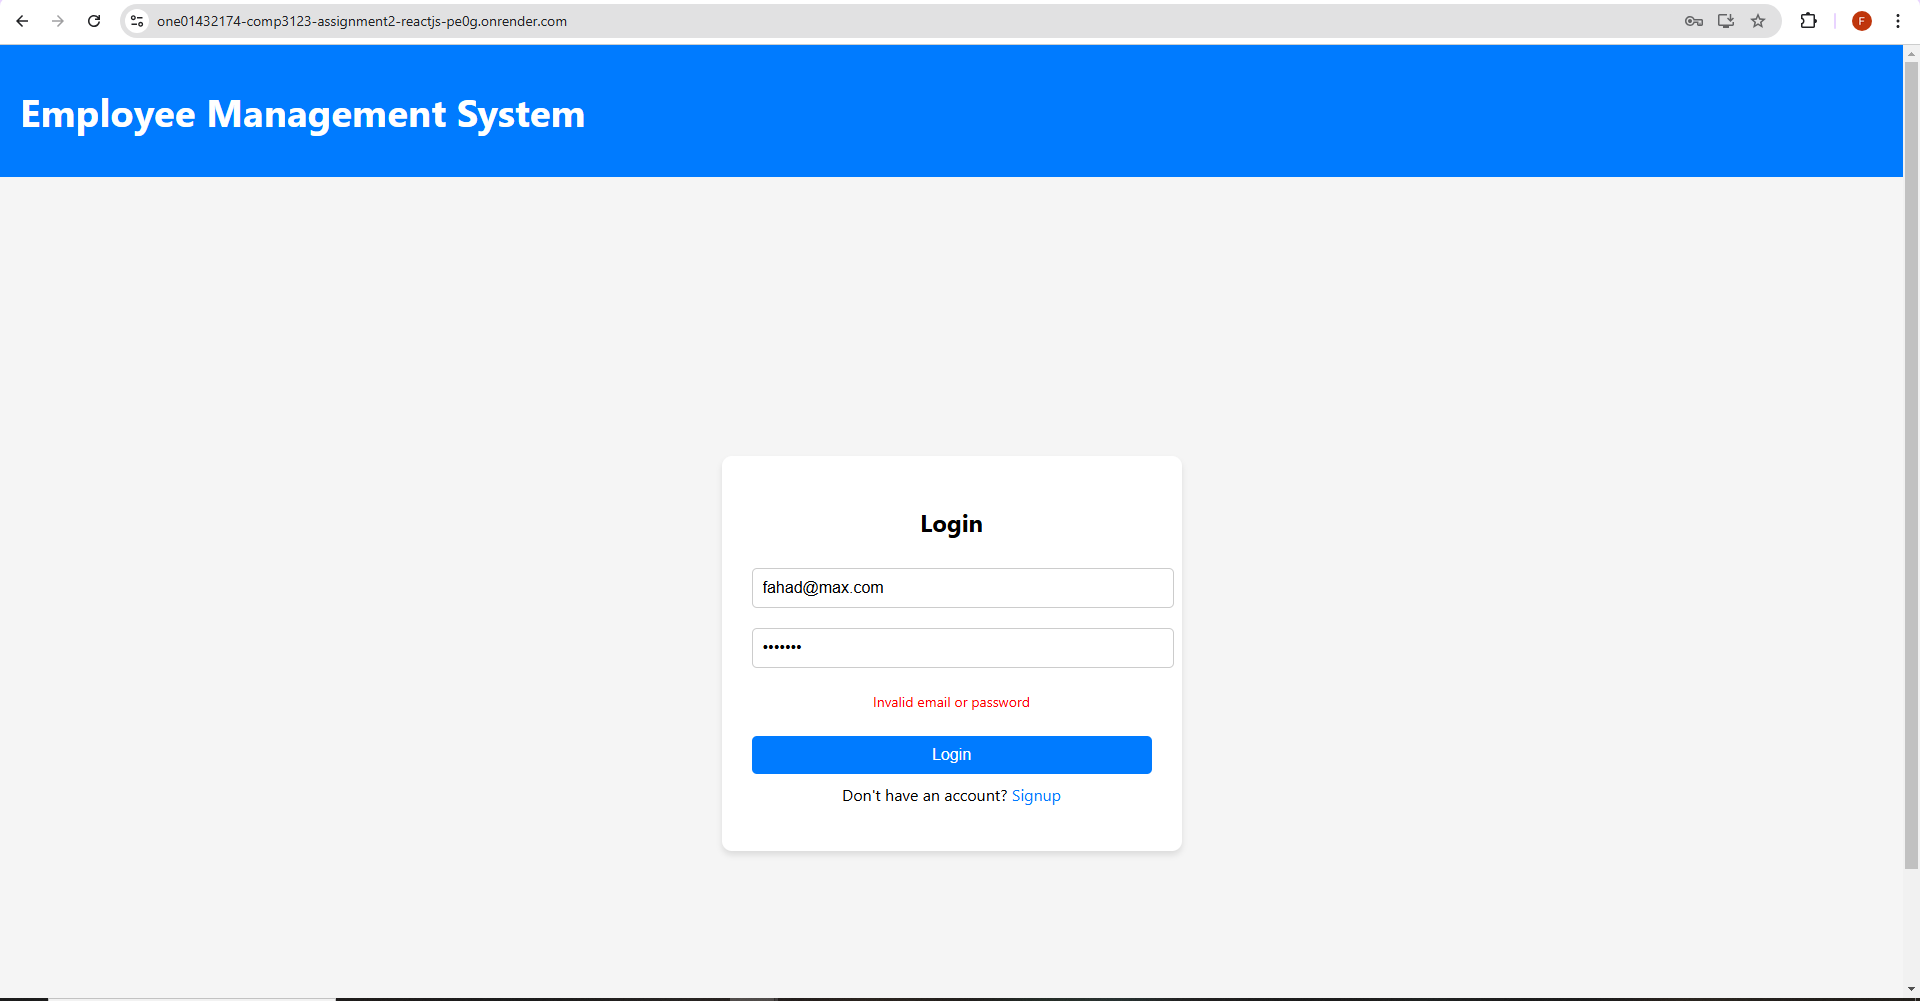 one01432174-comp3123-assignment2-reactjs-pe0g.onrender.com
F
Employee Management System
Login
fahad@max.com
•••••••
Invalid email or password
Login
Don't have an account? Signup